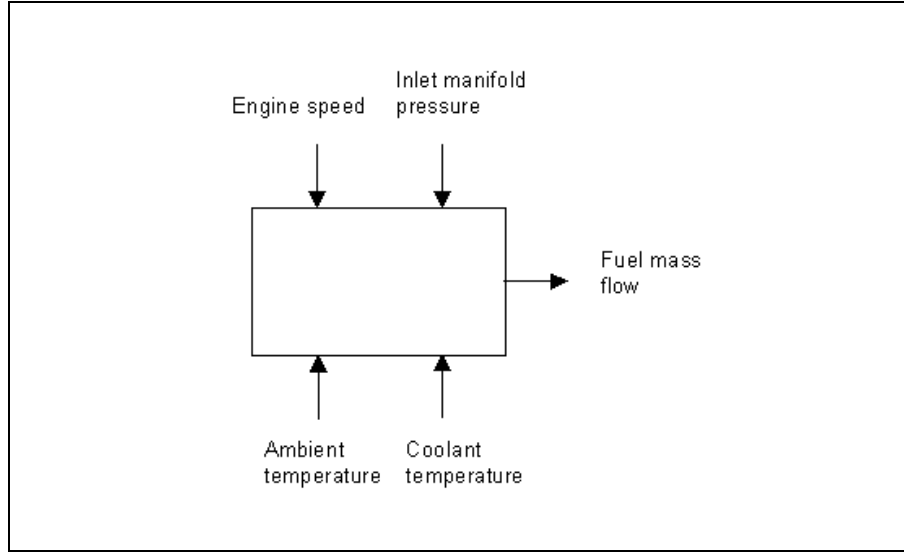 Engine speed
Inlet manifold
pressure
Fuel mass
flow
Ambient
temperature
Coolant
temperature